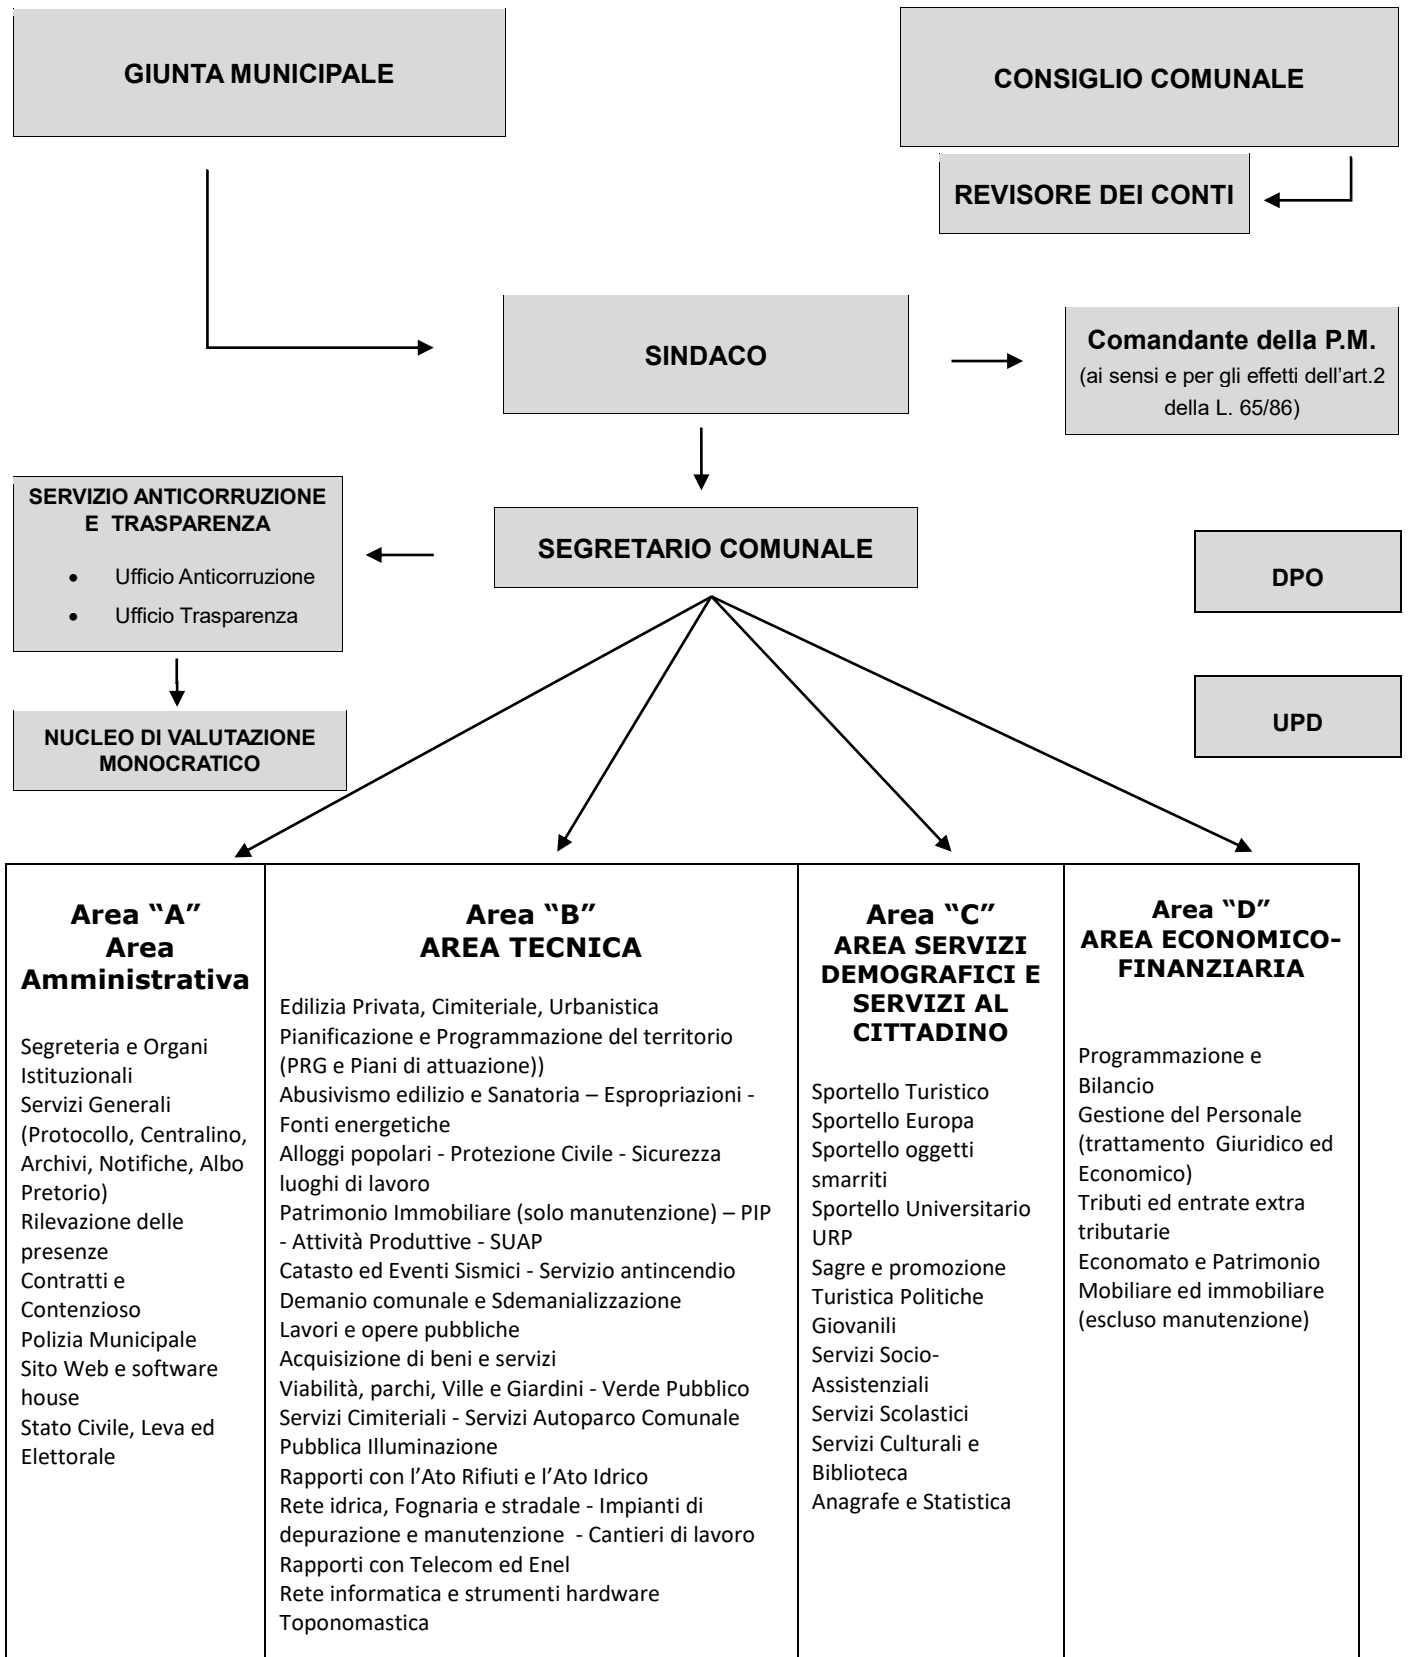 GIUNTA MUNICIPALE
CONSIGLIO COMUNALE
REVISORE DEI CONTI
SINDACO
Comandante della P.M.
(ai sensi e per gli effetti dell'art.2
della L. 65/86)
SERVIZIO ANTICORRUZIONE
E TRASPARENZA
• Ufficio Anticorruzione
• Ufficio Trasparenza
SEGRETARIO COMUNALE
DPO
NUCLEO DI VALUTAZIONE
MONOCRATICO
UPD
Area “A”
Area
Amministrativa
Segreteria e Organi
Istituzionali
Servizi Generali
(Protocollo, Centralino,
Archivi, Notifiche, Albo
Pretorio)
Rilevazione delle
presenze
Contratti e
Contenzioso
Polizia Municipale
Sito Web e software
house
Stato Civile, Leva ed
Elettorale
Area “B”
AREA TECNICA
Edilizia Privata, Cimiteriale, Urbanistica
Pianificazione e Programmazione del territorio
(PRG e Piani di attuazione))
Abusivismo edilizio e Sanatoria – Espropriazioni -
Fonti energetiche
Alloggi popolari - Protezione Civile - Sicurezza
luoghi di lavoro
Patrimonio Immobiliare (solo manutenzione) – PIP
- Attività Produttive - SUAP
Catasto ed Eventi Sismici - Servizio antincendio
Demanio comunale e Sdemanializzazione
Lavori e opere pubbliche
Acquisizione di beni e servizi
Viabilità, parchi, Ville e Giardini - Verde Pubblico
Servizi Cimiteriali - Servizi Autoparco Comunale
Pubblica Illuminazione
Rapporti con l'Ato Rifiuti e l'Ato Idrico
Rete idrica, Fognaria e stradale - Impianti di
depurazione e manutenzione - Cantieri di lavoro
Rapporti con Telecom ed Enel
Rete informatica e strumenti hardware
Toponomastica
Area “C”
AREA SERVIZI
DEMOGRAFICI E
SERVIZI AL
CITTADINO
Sportello Turistico
Sportello Europa
Sportello oggetti
smarriti
Sportello Universitario
URP
Sagre e promozione
Turistica Politiche
Giovanili
Servizi Socio-
Assistenziali
Servizi Scolastici
Servizi Culturali e
Biblioteca
Anagrafe e Statistica
Area “D”
AREA ECONOMICO-
FINANZIARIA
Programmazione e
Bilancio
Gestione del Personale
(trattamento Giuridico ed
Economico)
Tributi ed entrate extra
tributarie
Economato e Patrimonio
Mobiliare ed immobiliare
(escluso manutenzione)